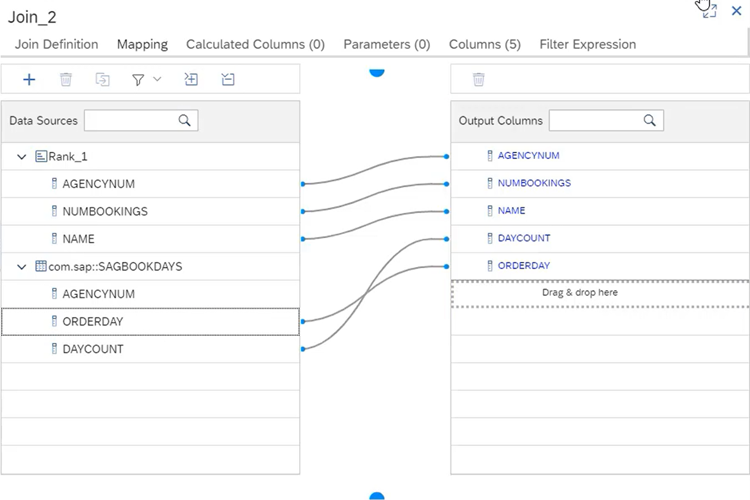 Join_2
Join Definition Mapping Calculated Columns (0) Parameters (0) Columns (5) Filter Expression
Data Sources
Rank_1
AGENCYNUM
NUMBOOKINGS
NAME
com.sap::SAGBOOKDAYS
AGENCYNUM
ORDERDAY
DAYCOUNT
Output Columns
AGENCYNUM
NUMBOOKINGS
NAME
DAYCOUNT
ORDERDAY
Drag & drop here